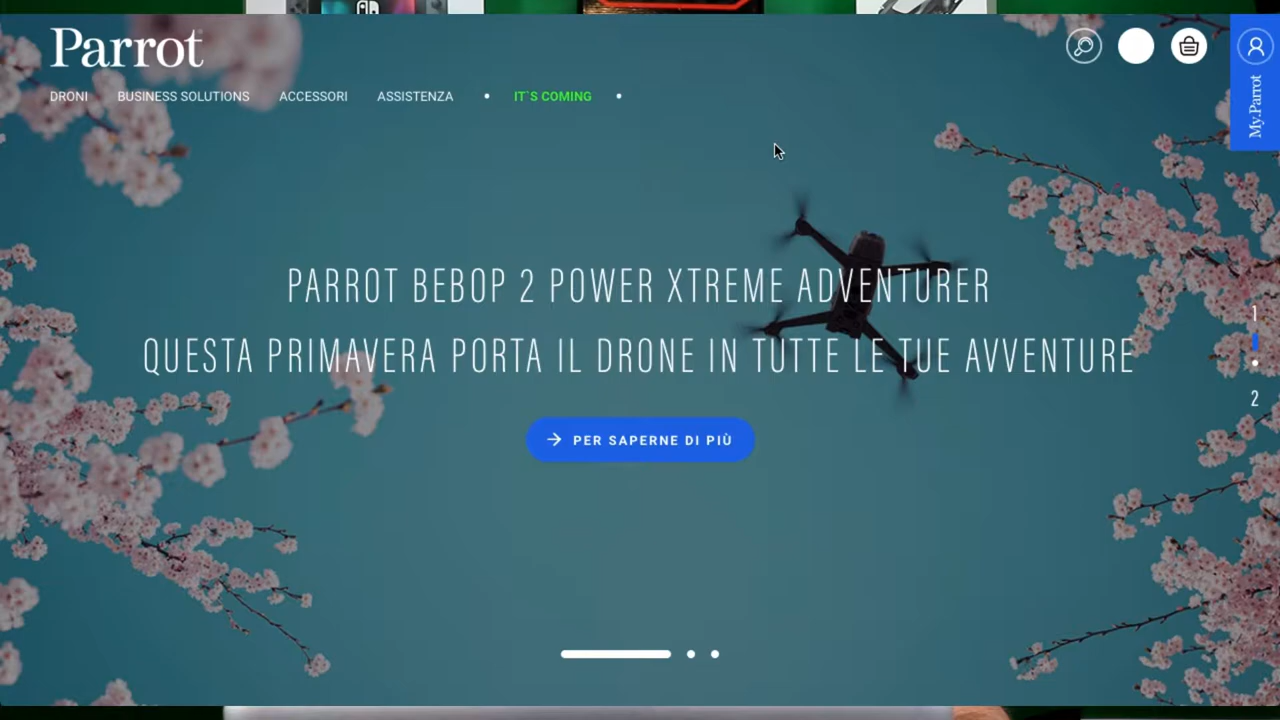 Parrot
DRONI BUSINESS SOLUTIONS ACCESSORI ASSISTENZA • IT`S COMING •
My.Parrot
PARROT BEBOP 2 POWER XTREME ADVENTURER
QUESTA PRIMAVERA PORTA IL DRONE IN TUTTE LE TUE AVVENTURE
1
2
→ PER SAPERNE DI PIÙ